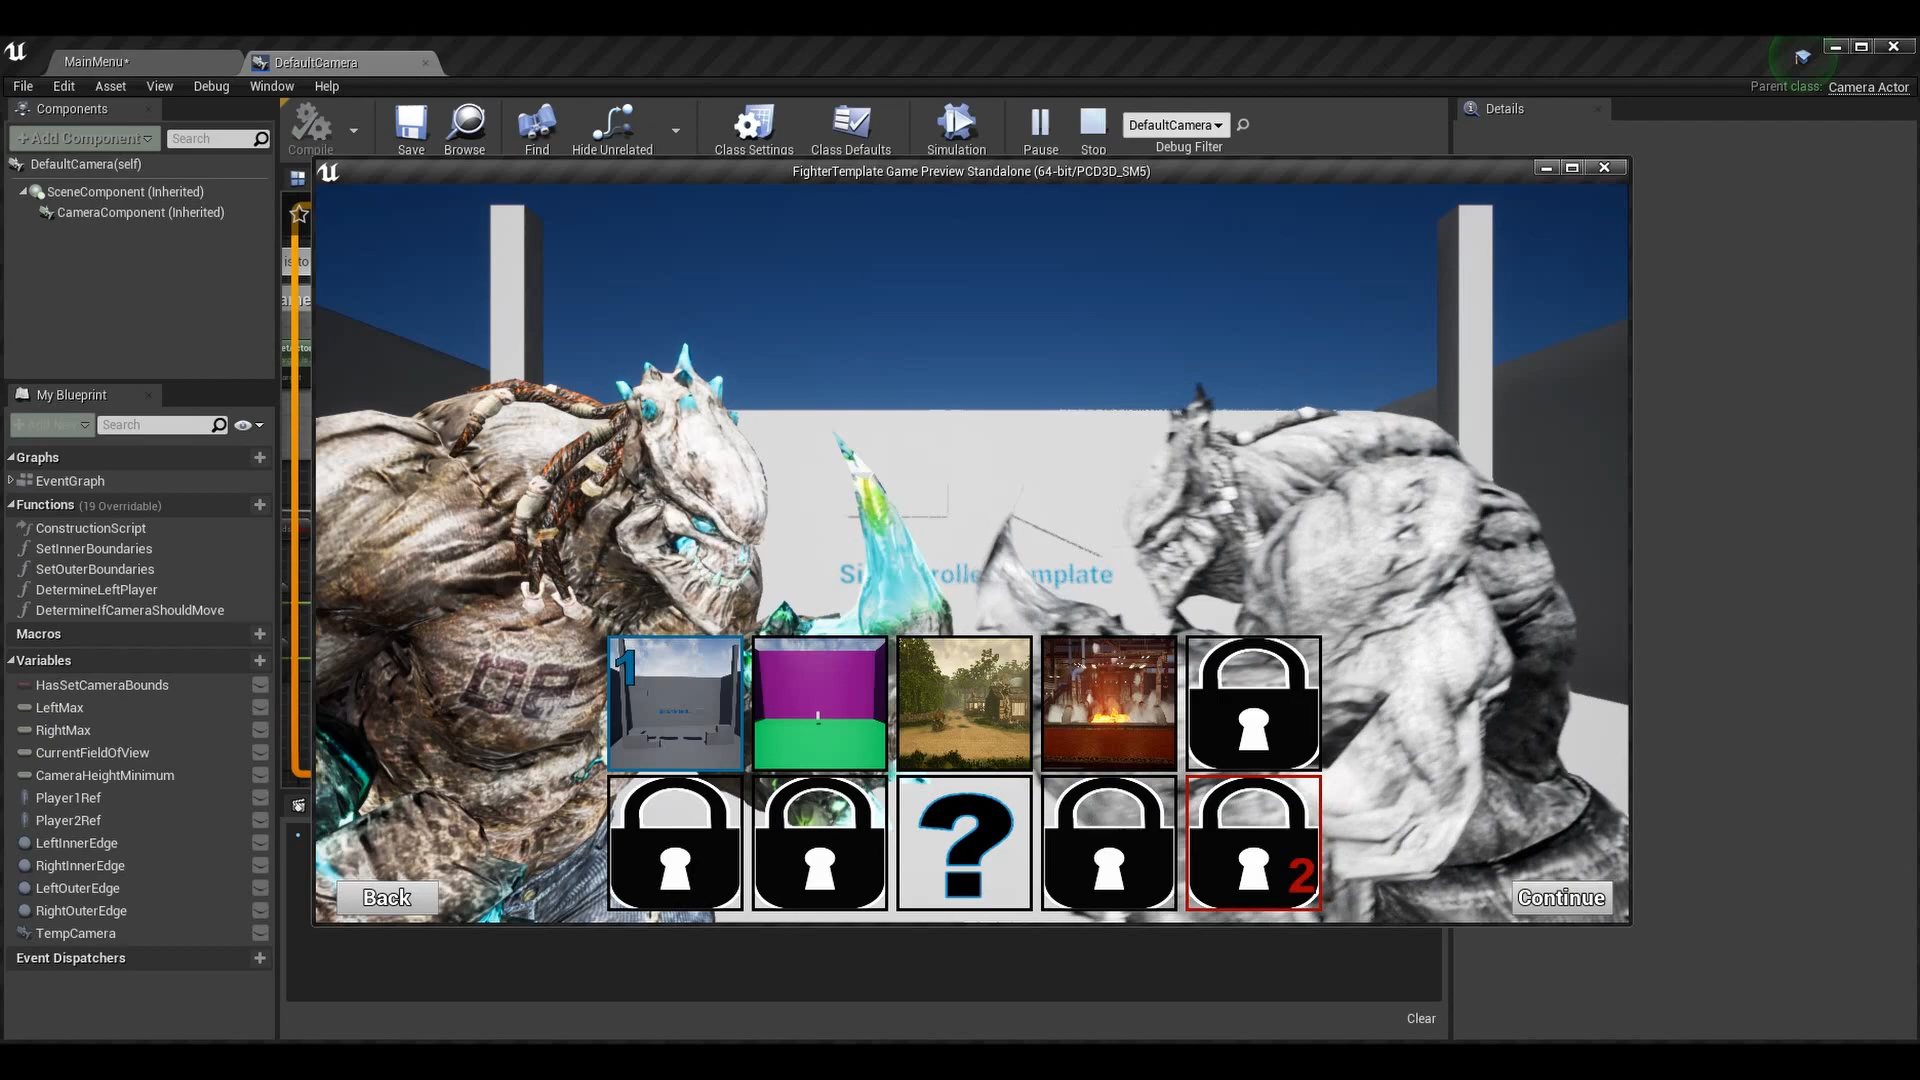 MainMenu*
DefaultCamera
File Edit Asset View Debug Window Help
Parent class: Camera Actor
Components
+Add Component
Search
DefaultCamera(self)
SceneComponent (Inherited)
CameraComponent (Inherited)
Compile
Save
Browse
Find
Hide Unrelated
Class Settings
Class Defaults
Simulation
Pause
Stop
DefaultCamera
Debug Filter
Details
FighterTemplate Game Preview Standalone (64-bit/PCD3D_SM5)
is to
My Blueprint
+ Add New
Search
Graphs
EventGraph
Functions (19 Overridable)
ConstructionScript
SetInnerBoundaries
SetOuterBoundaries
DetermineLeftPlayer
DetermineIfCameraShouldMove
Macros
Variables
HasSetCameraBounds
LeftMax
RightMax
CurrentFieldOfView
CameraHeightMinimum
Player1Ref
Player2Ref
LeftInnerEdge
RightInnerEdge
LeftOuterEdge
RightOuterEdge
TempCamera
Event Dispatchers
1
?
2
Back
Continue
Clear